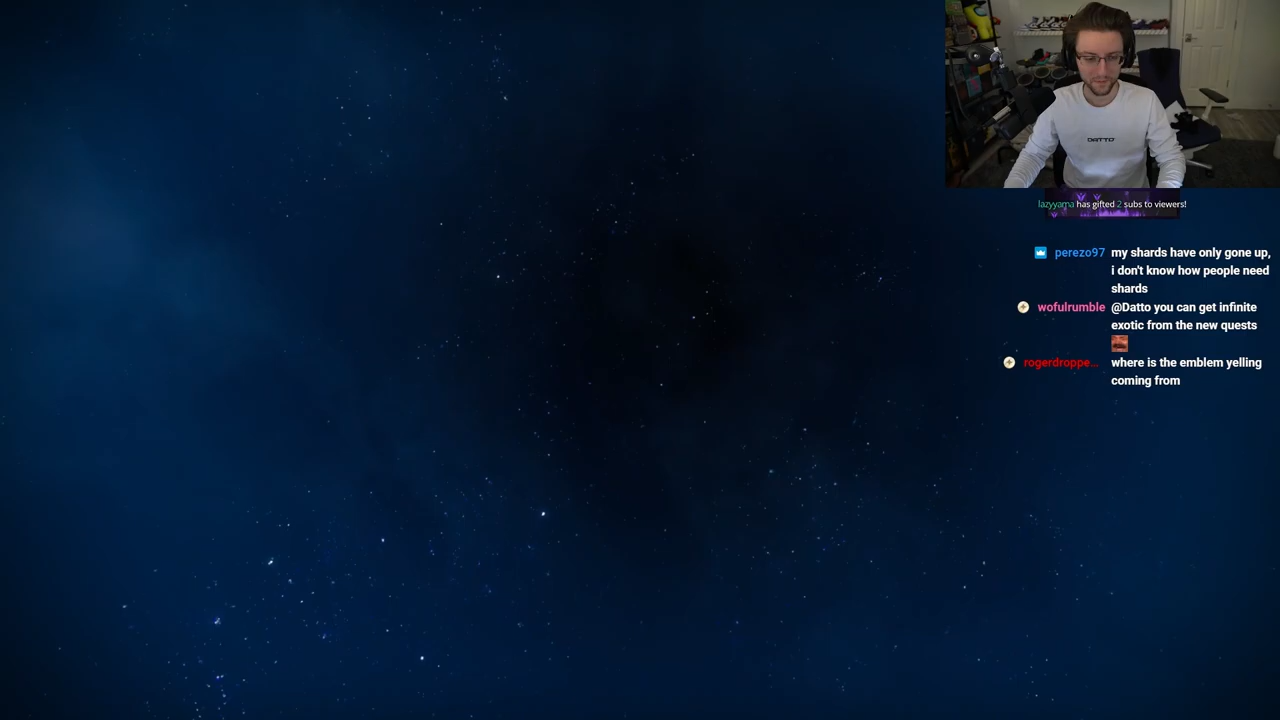 DATTO
lazyyama has gifted 2 subs to viewers!
perezo97 my shards have only gone up,
i don't know how people need
shards
wofulrumble @Datto you can get infinite
exotic from the new quests
rogerdroppe... where is the emblem yelling
coming from